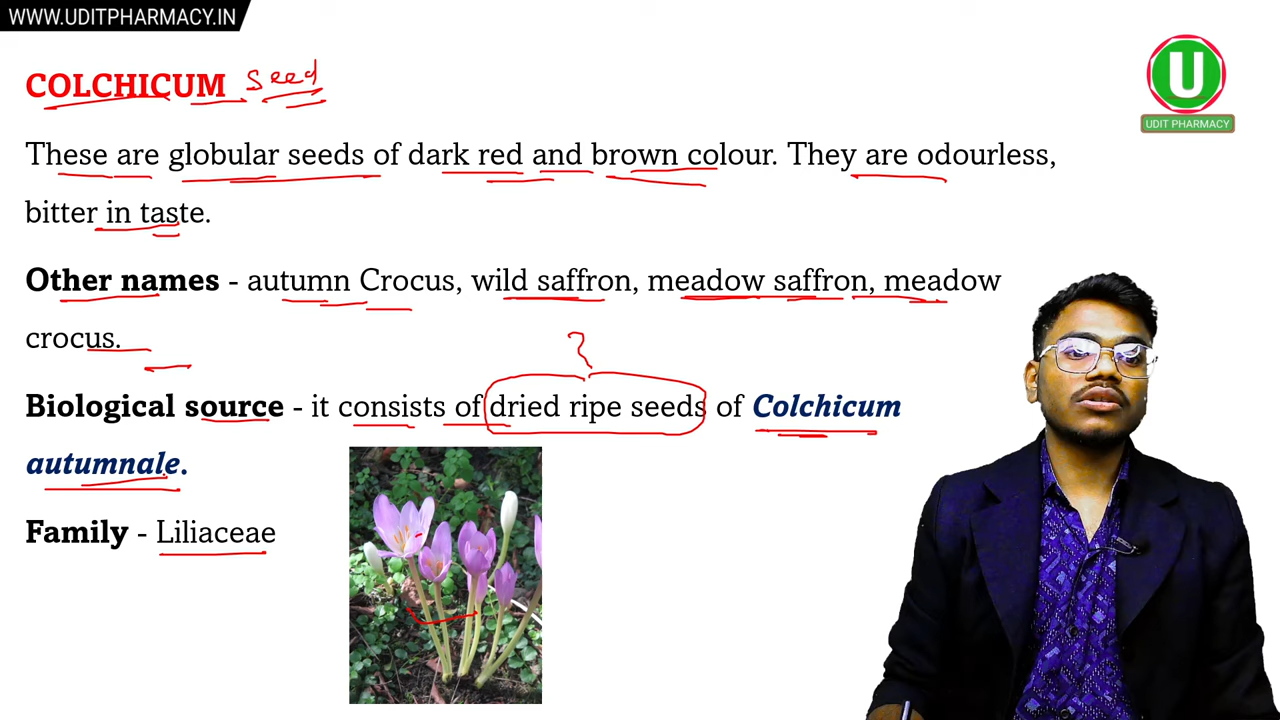 WWW.UDITPHARMACY.IN
COLCHICUM seed
U
UDIT PHARMACY
These are globular seeds of dark red and brown colour. They are odourless,
bitter in taste.
Other names - autumn Crocus, wild saffron, meadow saffron, meadow
crocus.
?
Biological source - it consists of dried ripe seeds of Colchicum
autumnale.
Family - Liliaceae